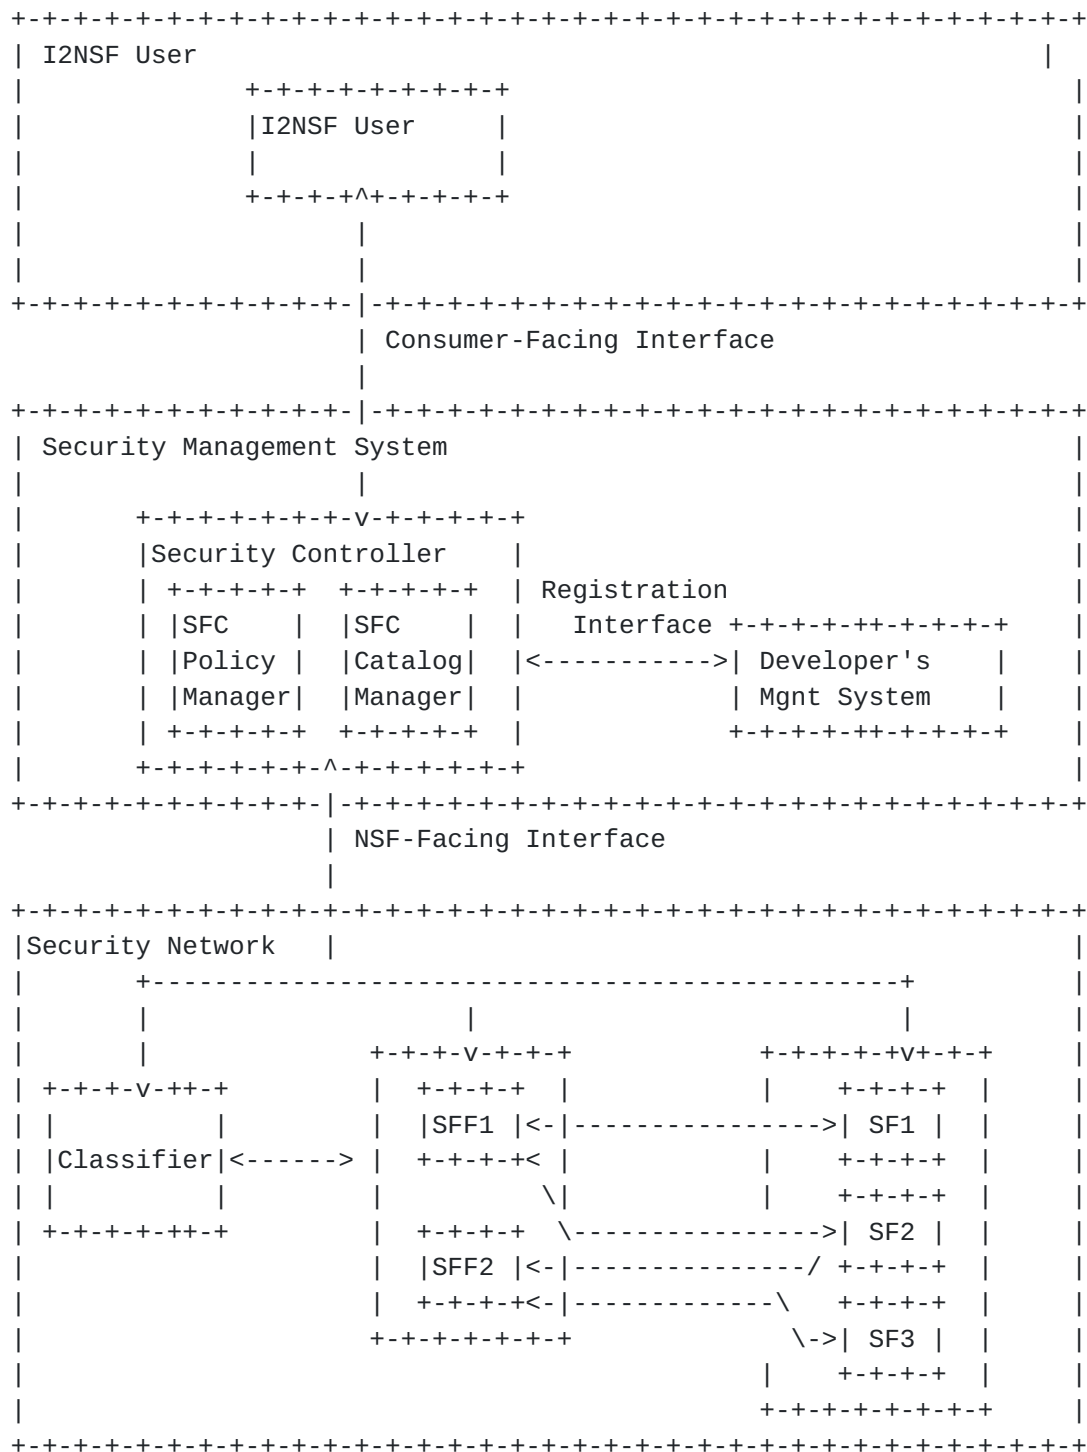 I2NSF User
I2NSF User
Consumer-Facing Interface
Security Management System
Security Controller
Registration
SFC SFC Interface
Policy Catalog Developer's
Manager Manager Mgnt System
NSF-Facing Interface
Security Network
SFF1 SF1
Classifier
SF2
SFF2
SF3